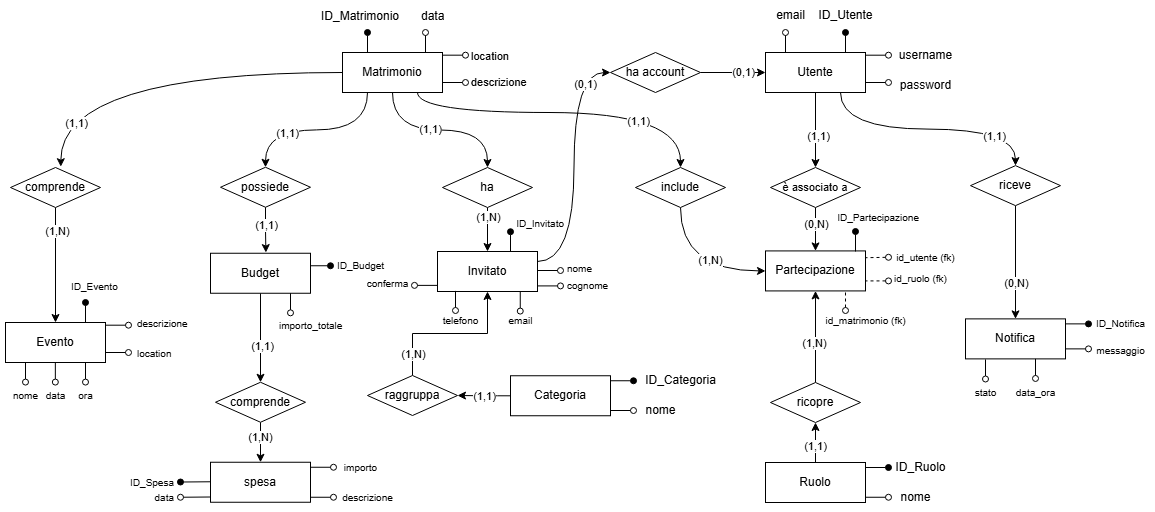 ID_Matrimonio data
email ID_Utente
Matrimonio
location
descrizione
(0,1)
ha account
(0,1)
Utente
username
password
(1,1)
(1,1)
(1,1)
(1,1)
(1,1)
(1,1)
comprende
possiede
ha
include
è associato a
riceve
(1,N)
(1,1)
(1,N)
ID_Invitato
(0,N)
ID_Partecipazione
Budget
ID_Budget
importo_totale
Invitato
conferma
nome
cognome
telefono
email
(1,N)
Partecipazione
id_utente (fk)
id_ruolo (fk)
id_matrimonio (fk)
(0,N)
ID_Evento
Evento
descrizione
location
nome data ora
(1,1)
(1,N)
(1,N)
Notifica
ID_Notifica
messaggio
stato
data_ora
comprende
raggruppa
(1,1)
Categoria
ID_Categoria
nome
ricopre
(1,N)
(1,1)
ID_Spesa
data
spesa
importo
descrizione
Ruolo
ID_Ruolo
nome